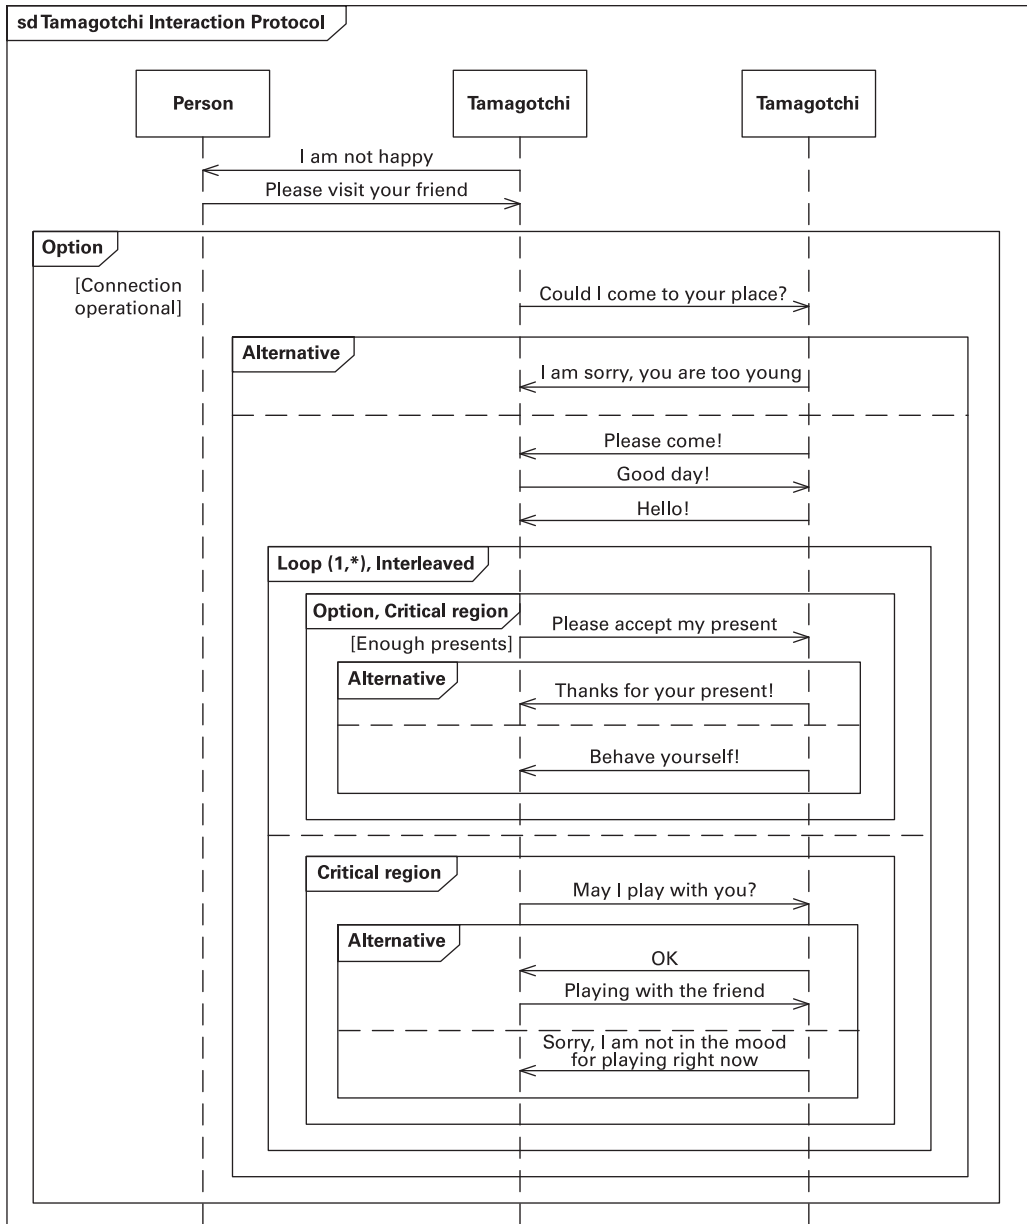 sd Tamagotchi Interaction Protocol
Person
Tamagotchi
Tamagotchi
I am not happy
Please visit your friend
Option
[Connection
operational]
Could I come to your place?
Alternative
I am sorry, you are too young
Please come!
Good day!
Hello!
Loop (1,*), Interleaved
Option, Critical region
[Enough presents]
Please accept my present
Alternative
Thanks for your present!
Behave yourself!
Critical region
May I play with you?
Alternative
OK
Playing with the friend
Sorry, I am not in the mood
for playing right now